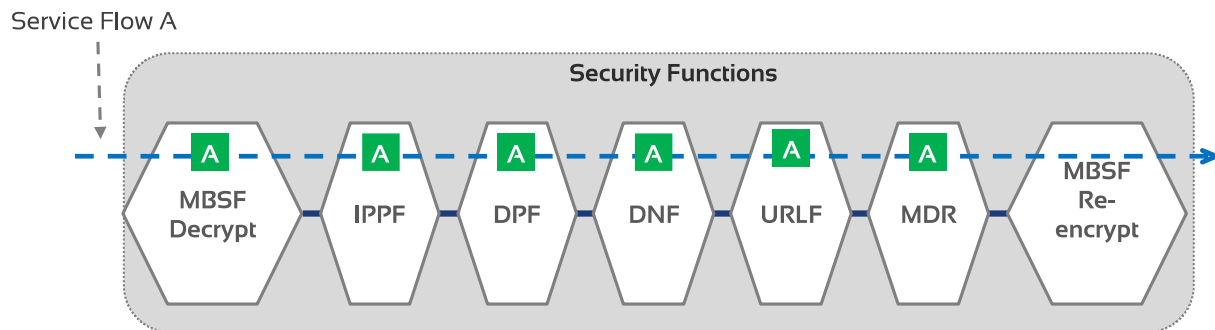 Service Flow A
Security Functions
A
A
A
A
A
A
MBSF
Decrypt
IPPF
DPF
DNF
URLF
MDR
MBSF
Re-
encrypt